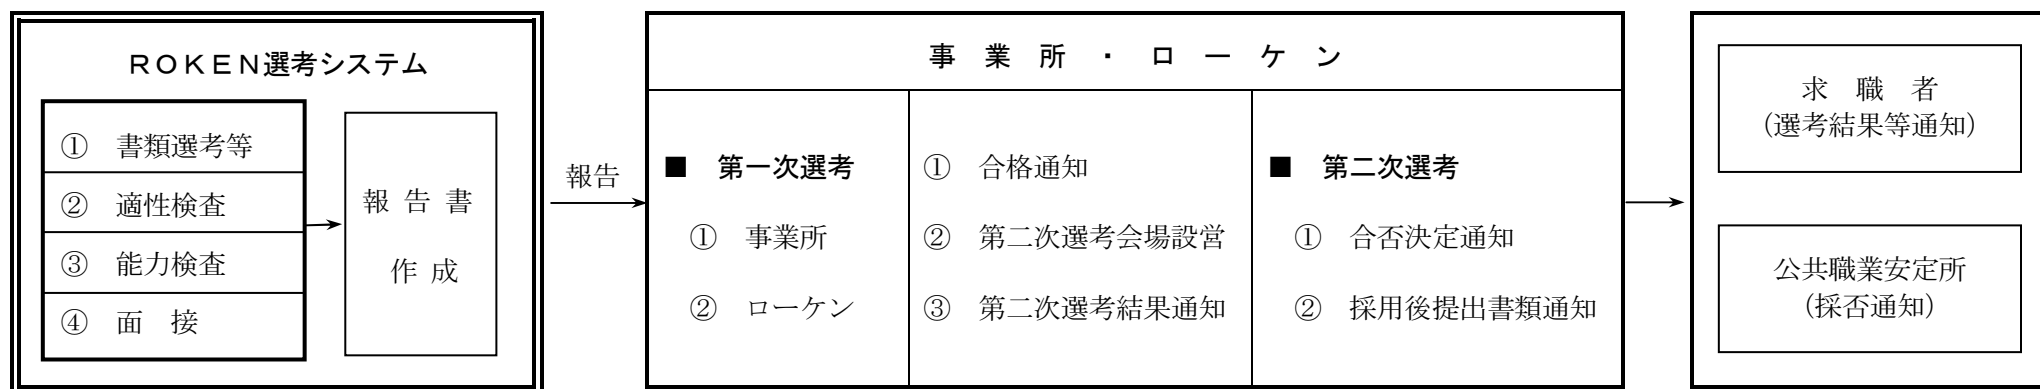 ROKEN選考システム
① 書類選考等
② 適性検査
③ 能力検査
④ 面 接
報 告 書
作 成
報告
事 業 所 ・ ロ ー ケ ン
■ 第一次選考
① 事業所
② ローケン
① 合格通知
② 第二次選考会場設営
③ 第二次選考結果通知
■ 第二次選考
① 合否決定通知
② 採用後提出書類通知
求 職 者
(選考結果等通知)
公共職業安定所
(採否通知)